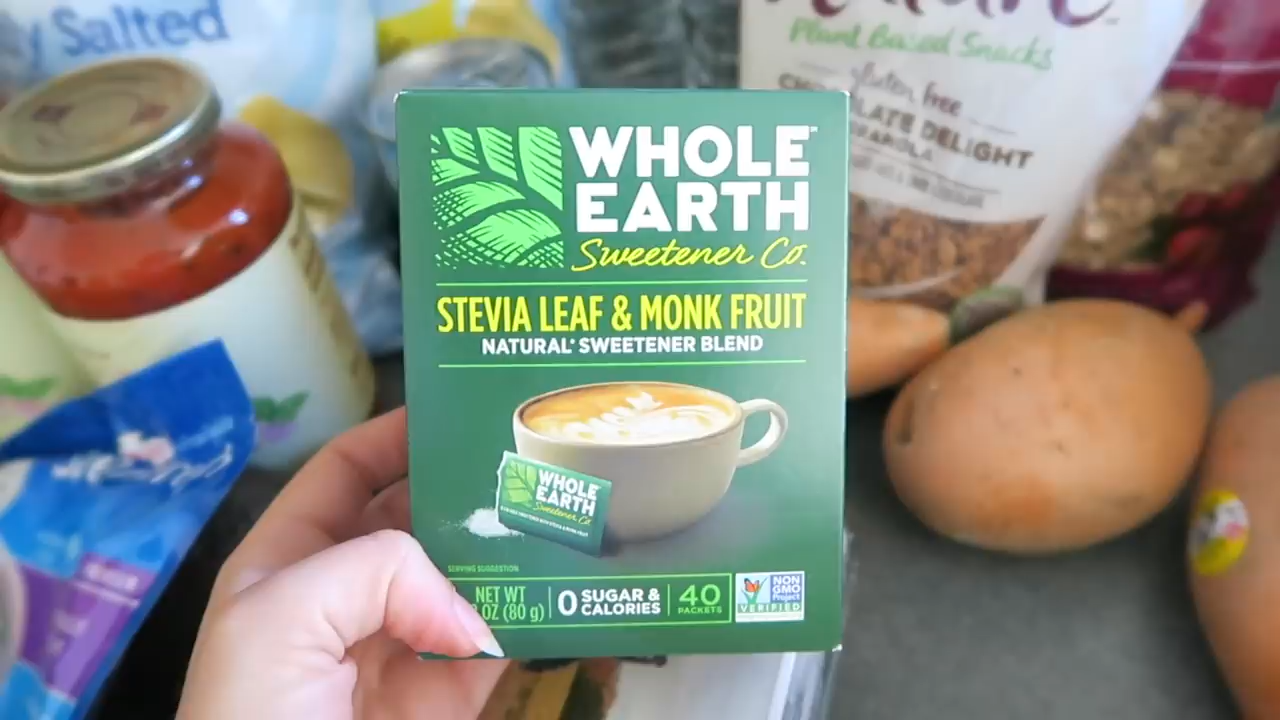 y Salted
Plant Based Snacks
gluten free
CHOCOLATE DELIGHT
WHOLE
EARTH
Sweetener Co.
STEVIA LEAF & MONK FRUIT
NATURAL* SWEETENER BLEND
WHOLE
EARTH
Sweetener Co.
SERVING SUGGESTION
NET WT
OZ (80 g)
0 SUGAR &
CALORIES
40
PACKETS
NON
GMO
Project
VERIFIED